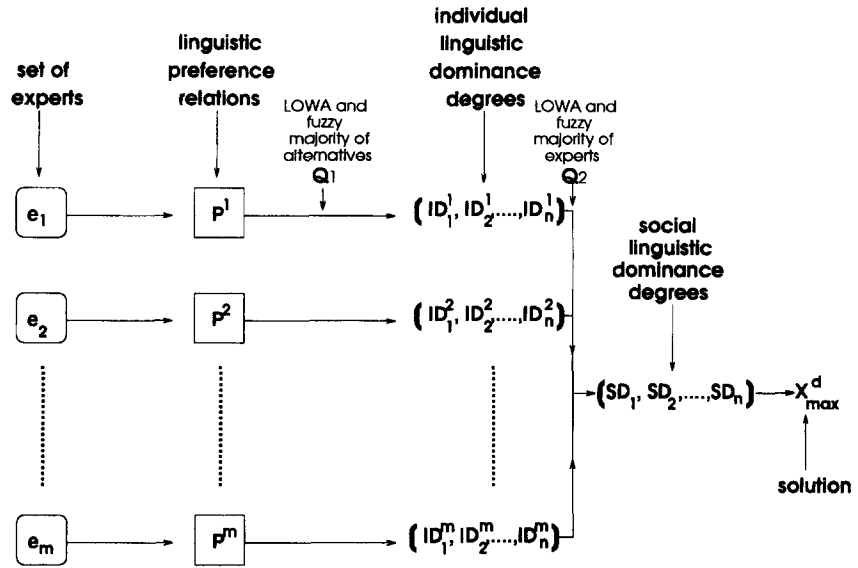 set of
experts
linguistic
preference
relations
LOWA and
fuzzy
majority of
alternatives
Q1
individual
linguistic
dominance
degrees
LOWA and
fuzzy
majority of
experts
Q2
e₁
P¹
(ID₁¹, ID₂¹,....,IDₙ¹)
social
linguistic
dominance
degrees
e₂
P²
(ID₁², ID₂²,....,IDₙ²)
(SD₁, SD₂,....,SDₙ)
X_max^d
solution
eₘ
Pᵐ
(ID₁ᵐ, ID₂ᵐ,....,IDₙᵐ)